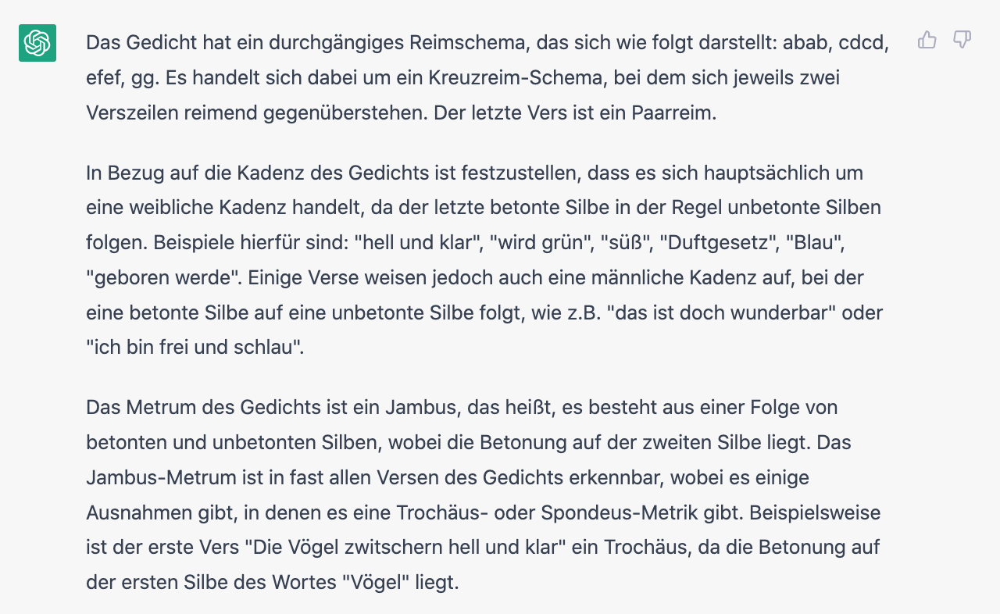 Das Gedicht hat ein durchgängiges Reimschema, das sich wie folgt darstellt: abab, cdcd,
efef, gg. Es handelt sich dabei um ein Kreuzreim-Schema, bei dem sich jeweils zwei
Verszeilen reimend gegenüberstehen. Der letzte Vers ist ein Paarreim.
In Bezug auf die Kadenz des Gedichts ist festzustellen, dass es sich hauptsächlich um
eine weibliche Kadenz handelt, da der letzte betonte Silbe in der Regel unbetonte Silben
folgen. Beispiele hierfür sind: "hell und klar", "wird grün", "süß", "Duftgesetz", "Blau",
"geboren werde". Einige Verse weisen jedoch auch eine männliche Kadenz auf, bei der
eine betonte Silbe auf eine unbetonte Silbe folgt, wie z.B. "das ist doch wunderbar" oder
"ich bin frei und schlau".
Das Metrum des Gedichts ist ein Jambus, das heißt, es besteht aus einer Folge von
betonten und unbetonten Silben, wobei die Betonung auf der zweiten Silbe liegt. Das
Jambus-Metrum ist in fast allen Versen des Gedichts erkennbar, wobei es einige
Ausnahmen gibt, in denen es eine Trochäus- oder Spondeus-Metrik gibt. Beispielsweise
ist der erste Vers "Die Vögel zwitschern hell und klar" ein Trochäus, da die Betonung auf
der ersten Silbe des Wortes "Vögel" liegt.